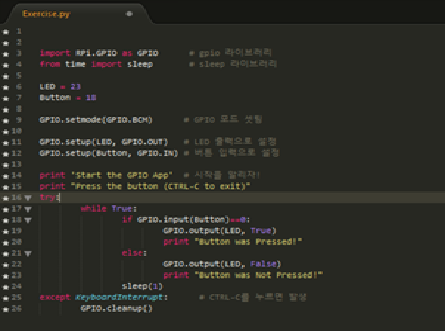 Exercise.py
1
2
3 import RPi.GPIO as GPIO # gpio 라이브러리
4 from time import sleep # sleep 라이브러리
5
6 LED = 23
7 Button = 18
8
9 GPIO.setmode(GPIO.BCM) # GPIO 모드 셋팅
10
11 GPIO.setup(LED, GPIO.OUT) # LED 출력으로 설정
12 GPIO.setup(Button, GPIO.IN) # 버튼 입력으로 설정
13
14 print "Start the GPIO App" # 시작을 알리자!
15 print "Press the button (CTRL-C to exit)"
16 try:
17 while True:
18 if GPIO.input(Button)==0:
19 GPIO.output(LED, True)
20 print "Button was Pressed!"
21 else:
22 GPIO.output(LED, False)
23 print "Button was Not Pressed!"
24 sleep(1)
25 except KeyboardInterrupt: # CTRL-C를 누르면 발생
26 GPIO.cleanup()